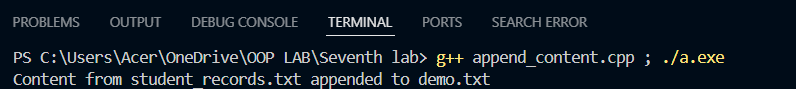 PROBLEMS OUTPUT DEBUG CONSOLE TERMINAL PORTS SEARCH ERROR
PS C:\Users\Acer\OneDrive\OOP LAB\Seventh lab> g++ append_content.cpp ; ./a.exe
Content from student_records.txt appended to demo.txt